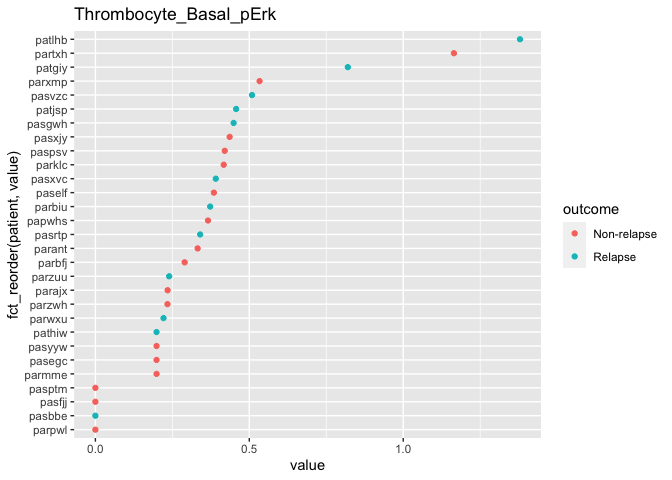 Thrombocyte_Basal_pErk
fct_reorder(patient, value)
patlhb
partxh
patgiy
parxmp
pasvzc
patjsp
pasgwh
pasxjy
paspsv
parklc
pasxvc
paself
parbiu
papwhs
pasrtp
parant
parbfj
parzuu
parajx
parzwh
parwxu
pathiw
pasyyw
pasegc
parmme
pasptm
pasfjj
pasbbe
parpwl
0.0 0.5 1.0
value
outcome
Non-relapse
Relapse